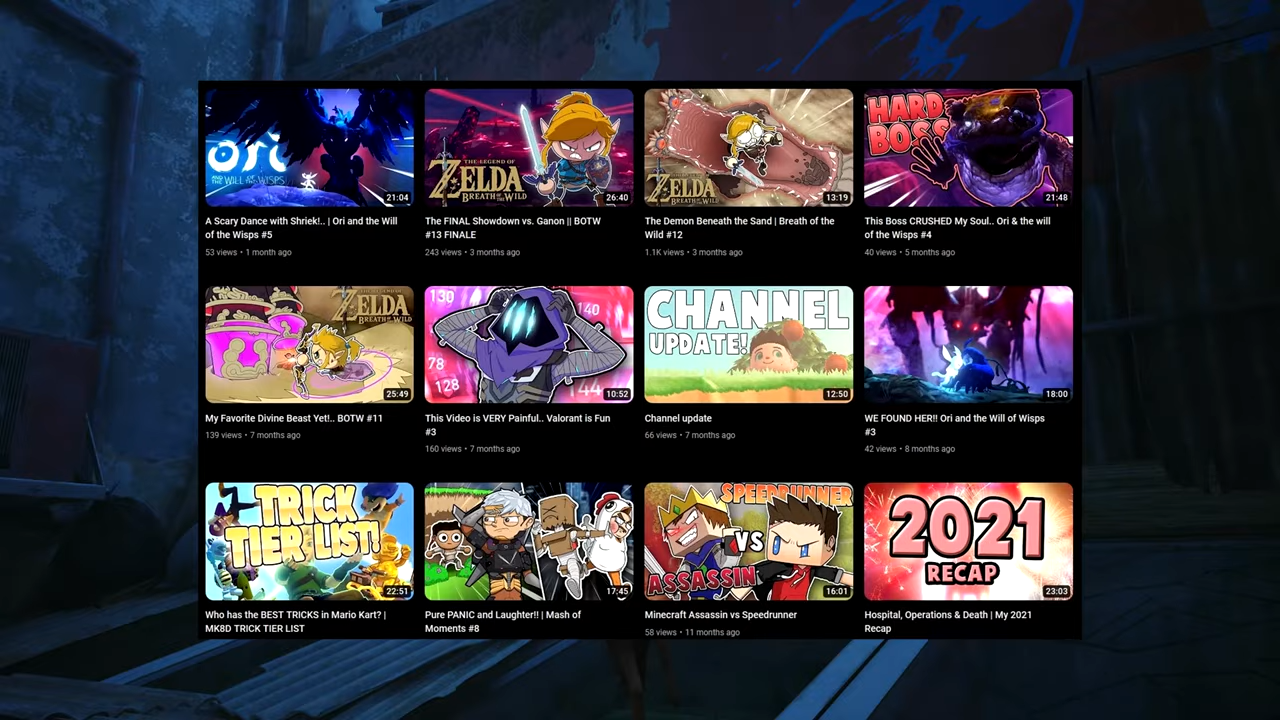 ori
AND THE WILL OF THE WISPS
21:04
THE LEGEND OF
ZELDA
BREATH OF THE WILD
26:40
ZELDA
BREATH OF THE WILD
13:19
HARD
BOSS
21:48
A Scary Dance with Shriek!.. | Ori and the Will
of the Wisps #5
53 views • 1 month ago
The FINAL Showdown vs. Ganon || BOTW
#13 FINALE
243 views • 3 months ago
The Demon Beneath the Sand | Breath of the
Wild #12
1.1K views • 3 months ago
This Boss CRUSHED My Soul.. Ori & the will
of the Wisps #4
40 views • 5 months ago
THE LEGEND OF
ZELDA
BREATH OF THE WILD
25:49
130
140
78
128
144
10:52
CHANNEL
UPDATE!
12:50
18:00
My Favorite Divine Beast Yet!.. BOTW #11
139 views • 7 months ago
This Video is VERY Painful.. Valorant is Fun
#3
160 views • 7 months ago
Channel update
66 views • 7 months ago
WE FOUND HER!! Ori and the Will of Wisps
#3
42 views • 8 months ago
TRICK
TIER LIST!
22:51
17:45
SPEEDRUNNER
VS
ASSASSIN
16:01
2021
RECAP
23:03
Who has the BEST TRICKS in Mario Kart? |
MK8D TRICK TIER LIST
Pure PANIC and Laughter!! | Mash of
Moments #8
Minecraft Assassin vs Speedrunner
58 views • 11 months ago
Hospital, Operations & Death | My 2021
Recap